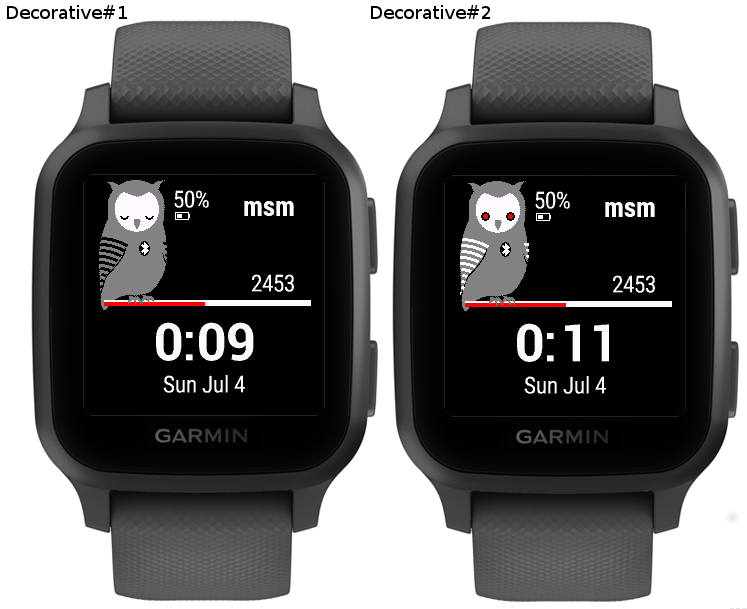 Decorative#1
Decorative#2
50%
msm
2453
0:09
Sun Jul 4
GARMIN
50%
msm
2453
0:11
Sun Jul 4
GARMIN